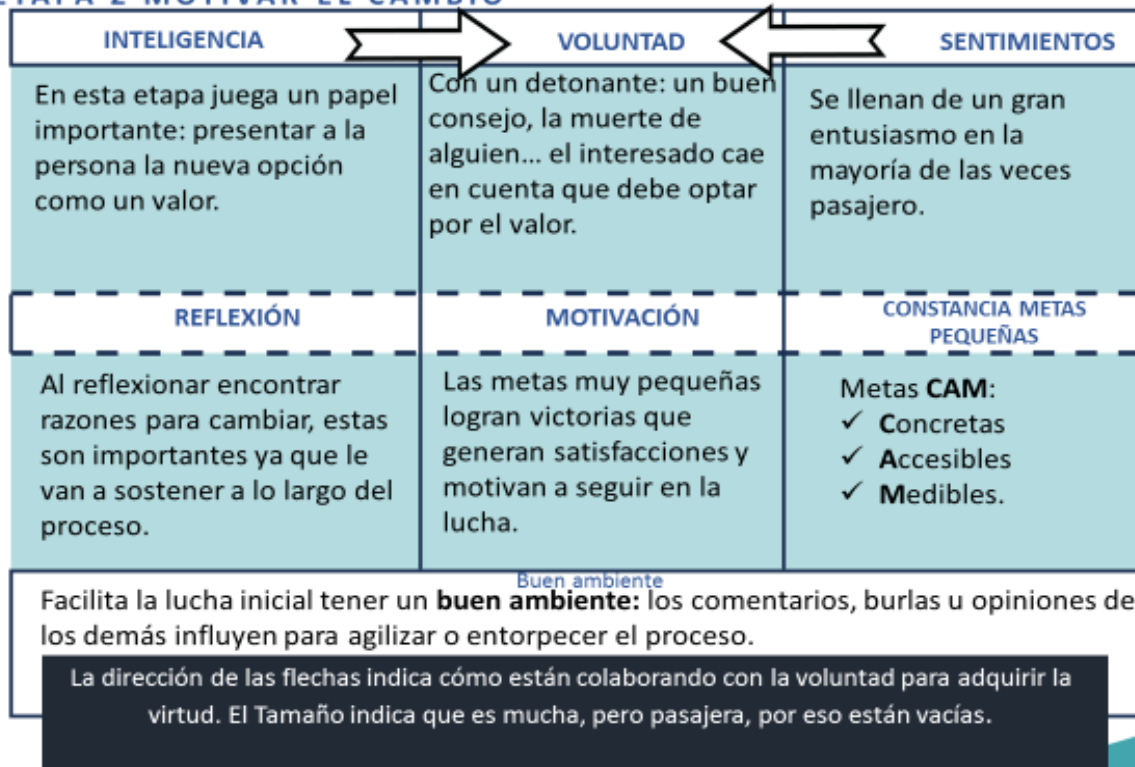 ETAPA 2 MOTIVAR EL CAMBIO
INTELIGENCIA
VOLUNTAD
SENTIMIENTOS
En esta etapa juega un papel
importante: presentar a la
persona la nueva opción
como un valor.
Con un detonante: un buen
consejo, la muerte de
alguien... el interesado cae
en cuenta que debe optar
por el valor.
Se llenan de un gran
entusiasmo en la
mayoría de las veces
pasajero.
REFLEXIÓN
MOTIVACIÓN
CONSTANCIA METAS
PEQUEÑAS
Al reflexionar encontrar
razones para cambiar, estas
son importantes ya que le
van a sostener a lo largo del
proceso.
Las metas muy pequeñas
logran victorias que
generan satisfacciones y
motivan a seguir en la
lucha.
Metas CAM:
✓ Concretas
✓ Accesibles
✓ Medibles.
Buen ambiente
Facilita la lucha inicial tener un buen ambiente: los comentarios, burlas u opiniones de
los demás influyen para agilizar o entorpecer el proceso.
La dirección de las flechas indica cómo están colaborando con la voluntad para adquirir la
virtud. El Tamaño indica que es mucha, pero pasajera, por eso están vacías.